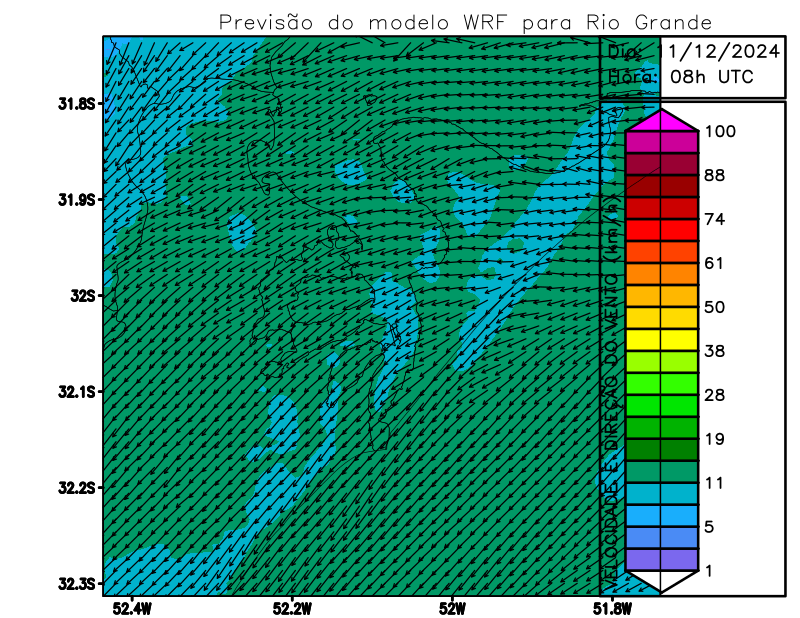 Previsão do modelo WRF para Rio Grande
Dia: 11/12/2024
Hora: 08h UTC
31.8S
31.9S
32S
32.1S
32.2S
32.3S
52.4W
52.2W
52W
51.8W
VELOCIDADE E DIREÇÃO DO VENTO (km/h)
100
88
74
61
50
38
28
19
11
5
1